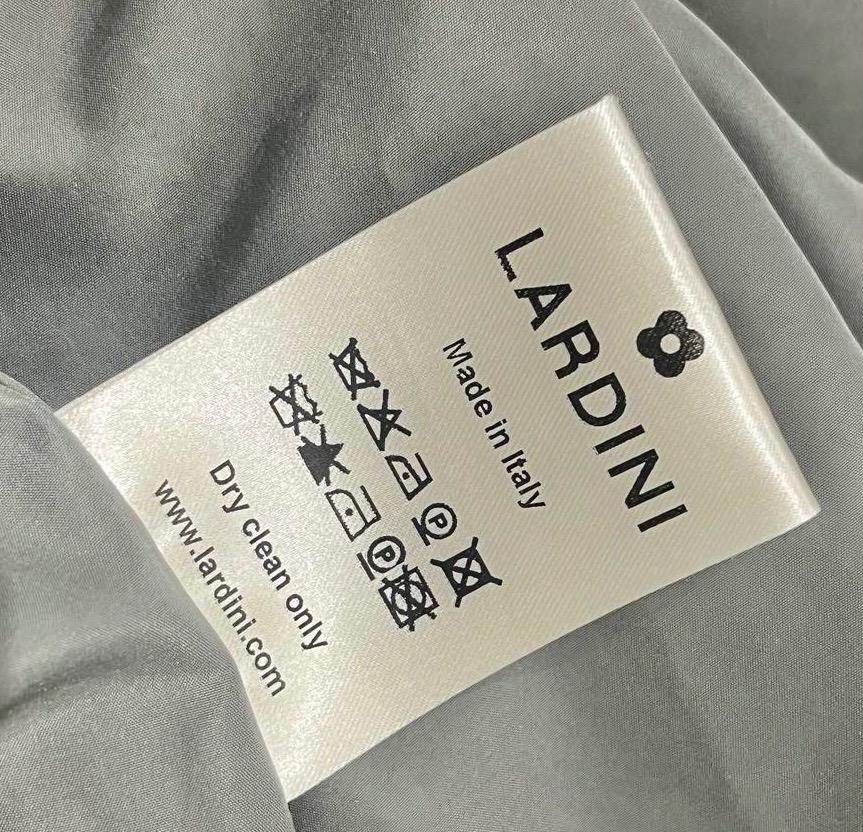 LARDINI
Made in Italy
P
P
Dry clean only
www.lardini.com